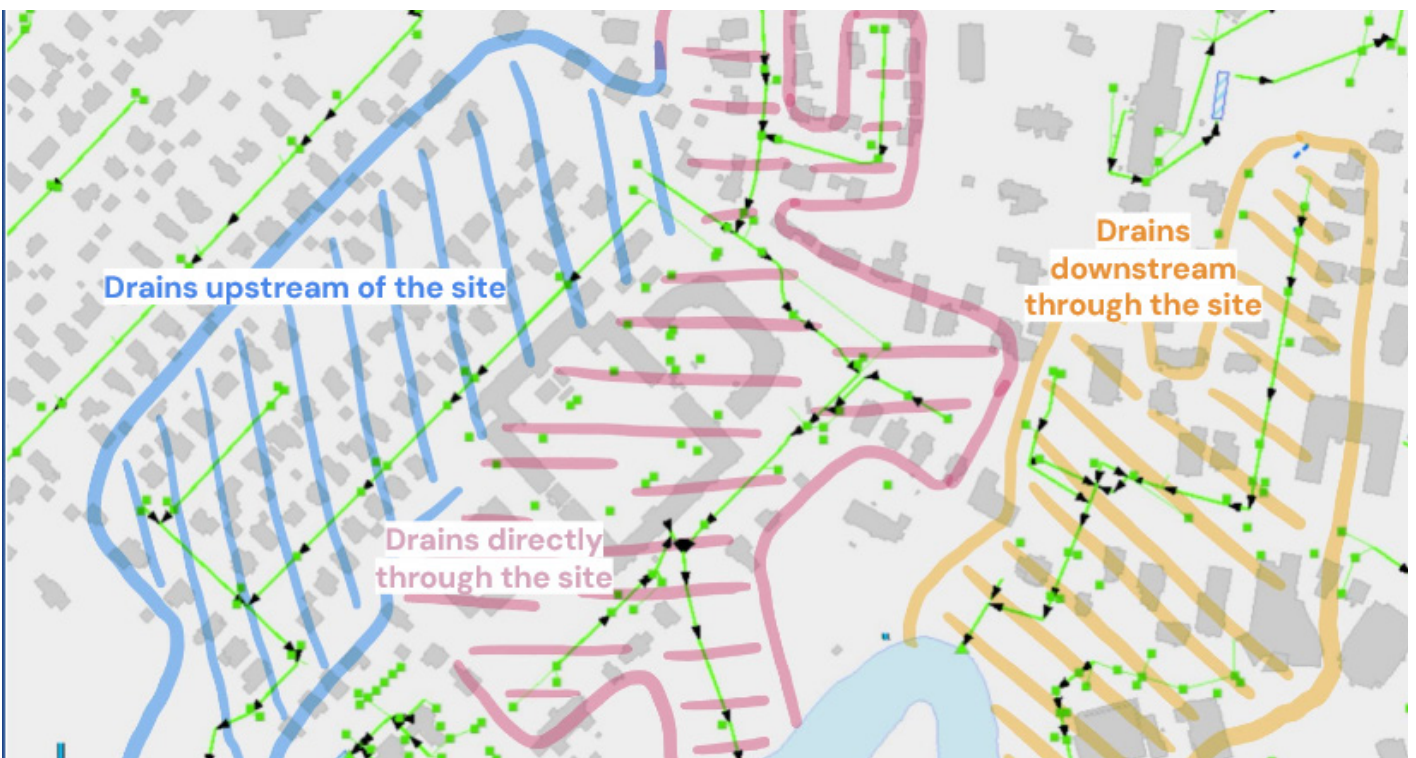 Drains upstream of the site
Drains directly
through the site
Drains
downstream
through the site